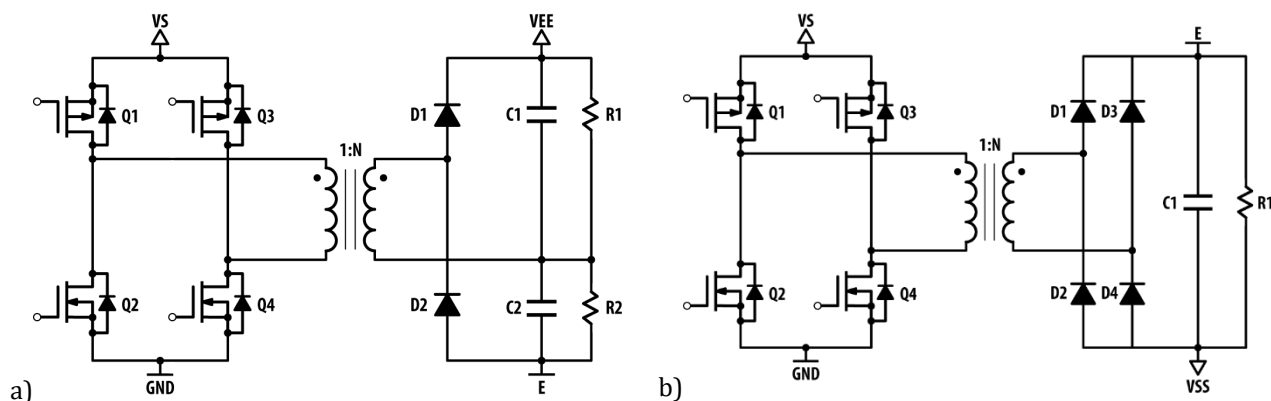 VS
VEE
Q1
Q3
D1
C1
R1
1:N
Q2
Q4
D2
C2
R2
GND
E
a)
VS
E
Q1
Q3
D1
D3
1:N
C1
R1
Q2
Q4
D2
D4
GND
VSS
b)